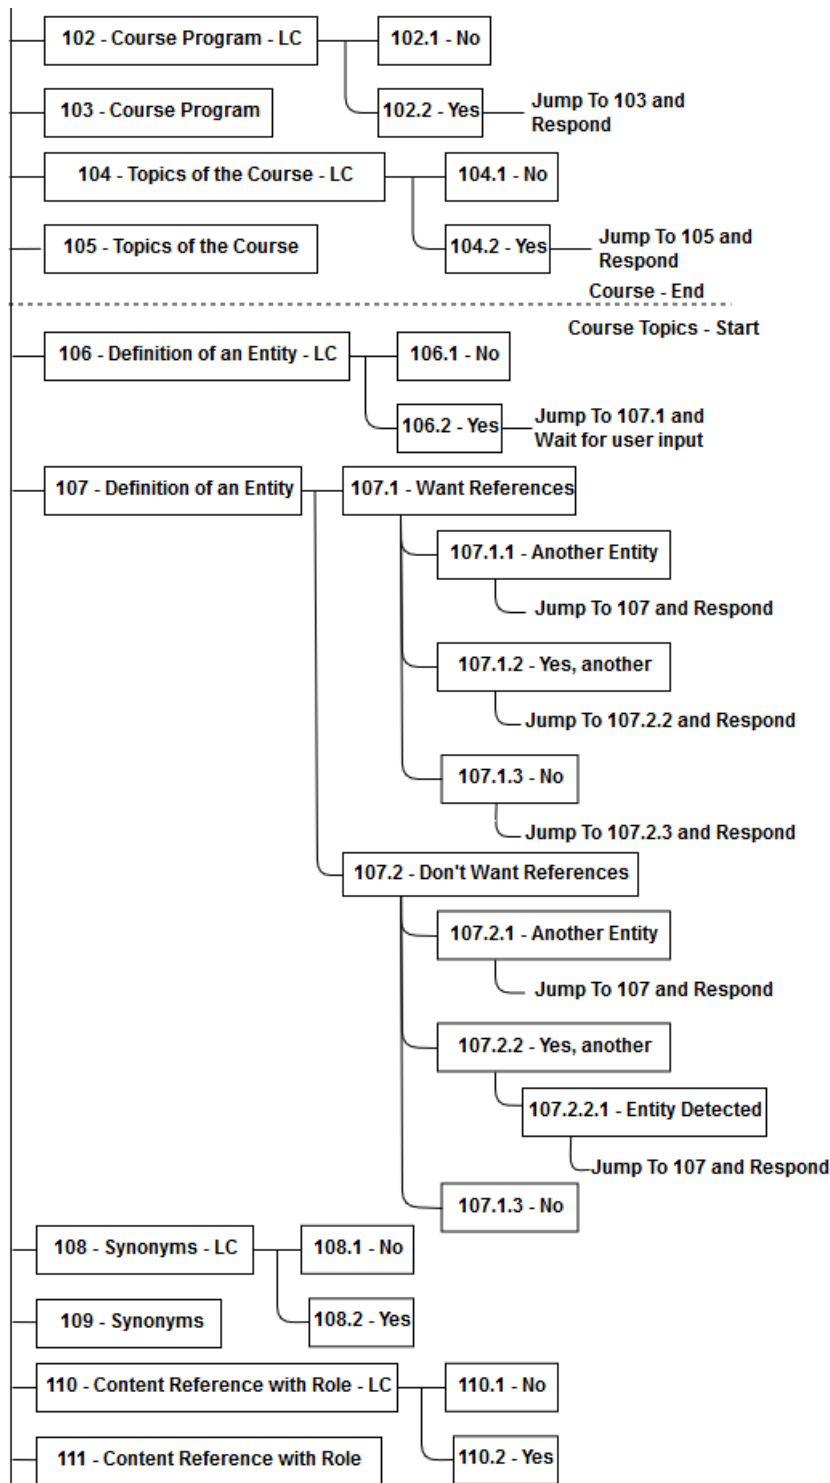 102 - Course Program - LC
102.1 - No
103 - Course Program
102.2 - Yes
Jump To 103 and
Respond
104 - Topics of the Course - LC
104.1 - No
105 - Topics of the Course
104.2 - Yes
Jump To 105 and
Respond
Course - End
Course Topics - Start
106 - Definition of an Entity - LC
106.1 - No
106.2 - Yes
Jump To 107.1 and
Wait for user input
107 - Definition of an Entity
107.1 - Want References
107.1.1 - Another Entity
Jump To 107 and Respond
107.1.2 - Yes, another
Jump To 107.2.2 and Respond
107.1.3 - No
Jump To 107.2.3 and Respond
107.2 - Don't Want References
107.2.1 - Another Entity
Jump To 107 and Respond
107.2.2 - Yes, another
107.2.2.1 - Entity Detected
Jump To 107 and Respond
107.1.3 - No
108 - Synonyms - LC
108.1 - No
109 - Synonyms
108.2 - Yes
110 - Content Reference with Role - LC
110.1 - No
111 - Content Reference with Role
110.2 - Yes